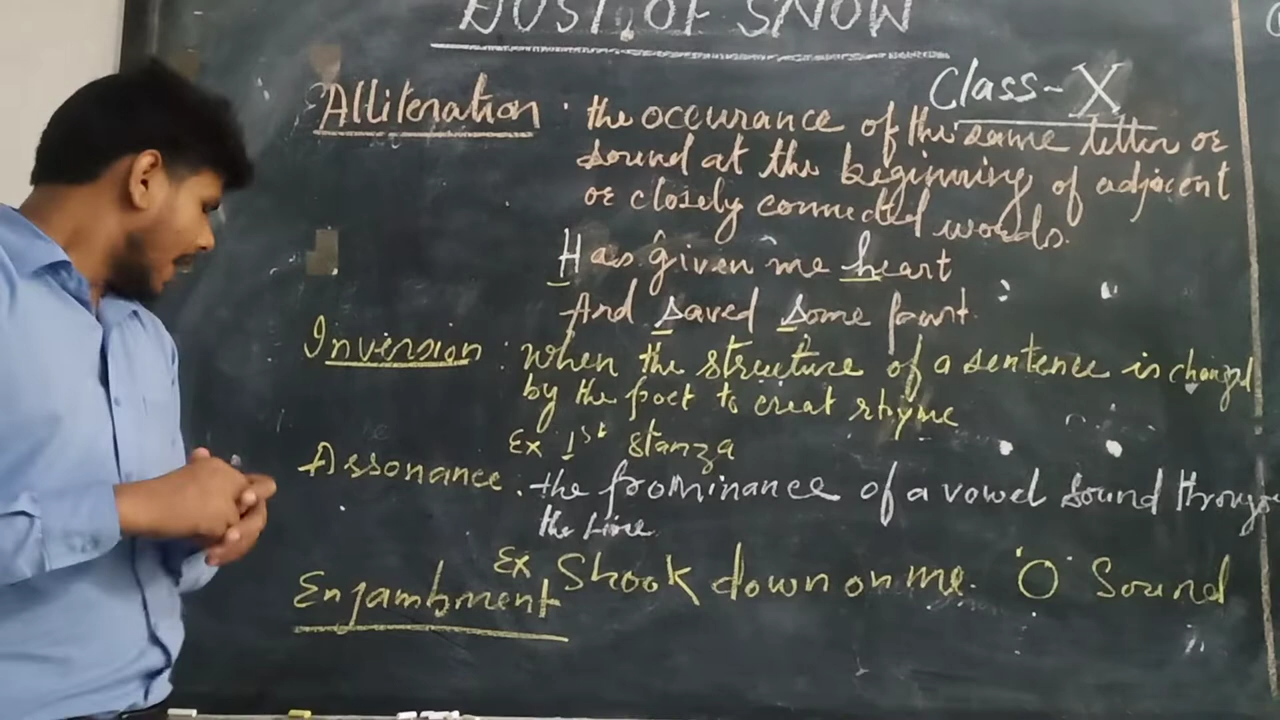 DUST OF SNOW
Class-X
Alliteration : the occurance of the same letter or
sound at the beginning of adjacent
or closely connected words.
Has given me heart
And saved some part.
Inversion : when the structure of a sentence is changed
by the poet to creat rhyme
Ex 1st stanza
Assonance : the prominance of a vowel sound through
the line
Ex Shook down on me. 'O' Sound
Enjambment